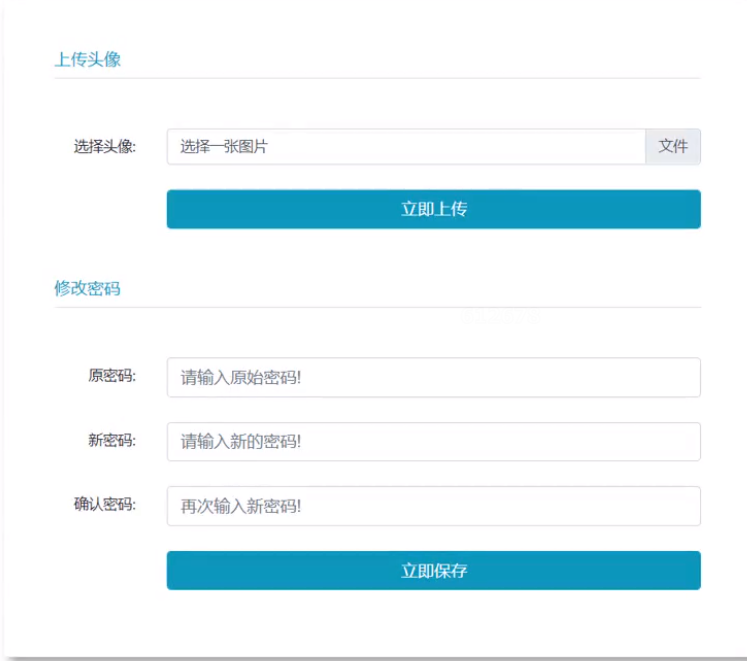 上传头像
选择头像: 选择一张图片 文件
立即上传
修改密码
原密码: 请输入原始密码!
新密码: 请输入新的密码!
确认密码: 再次输入新密码!
立即保存